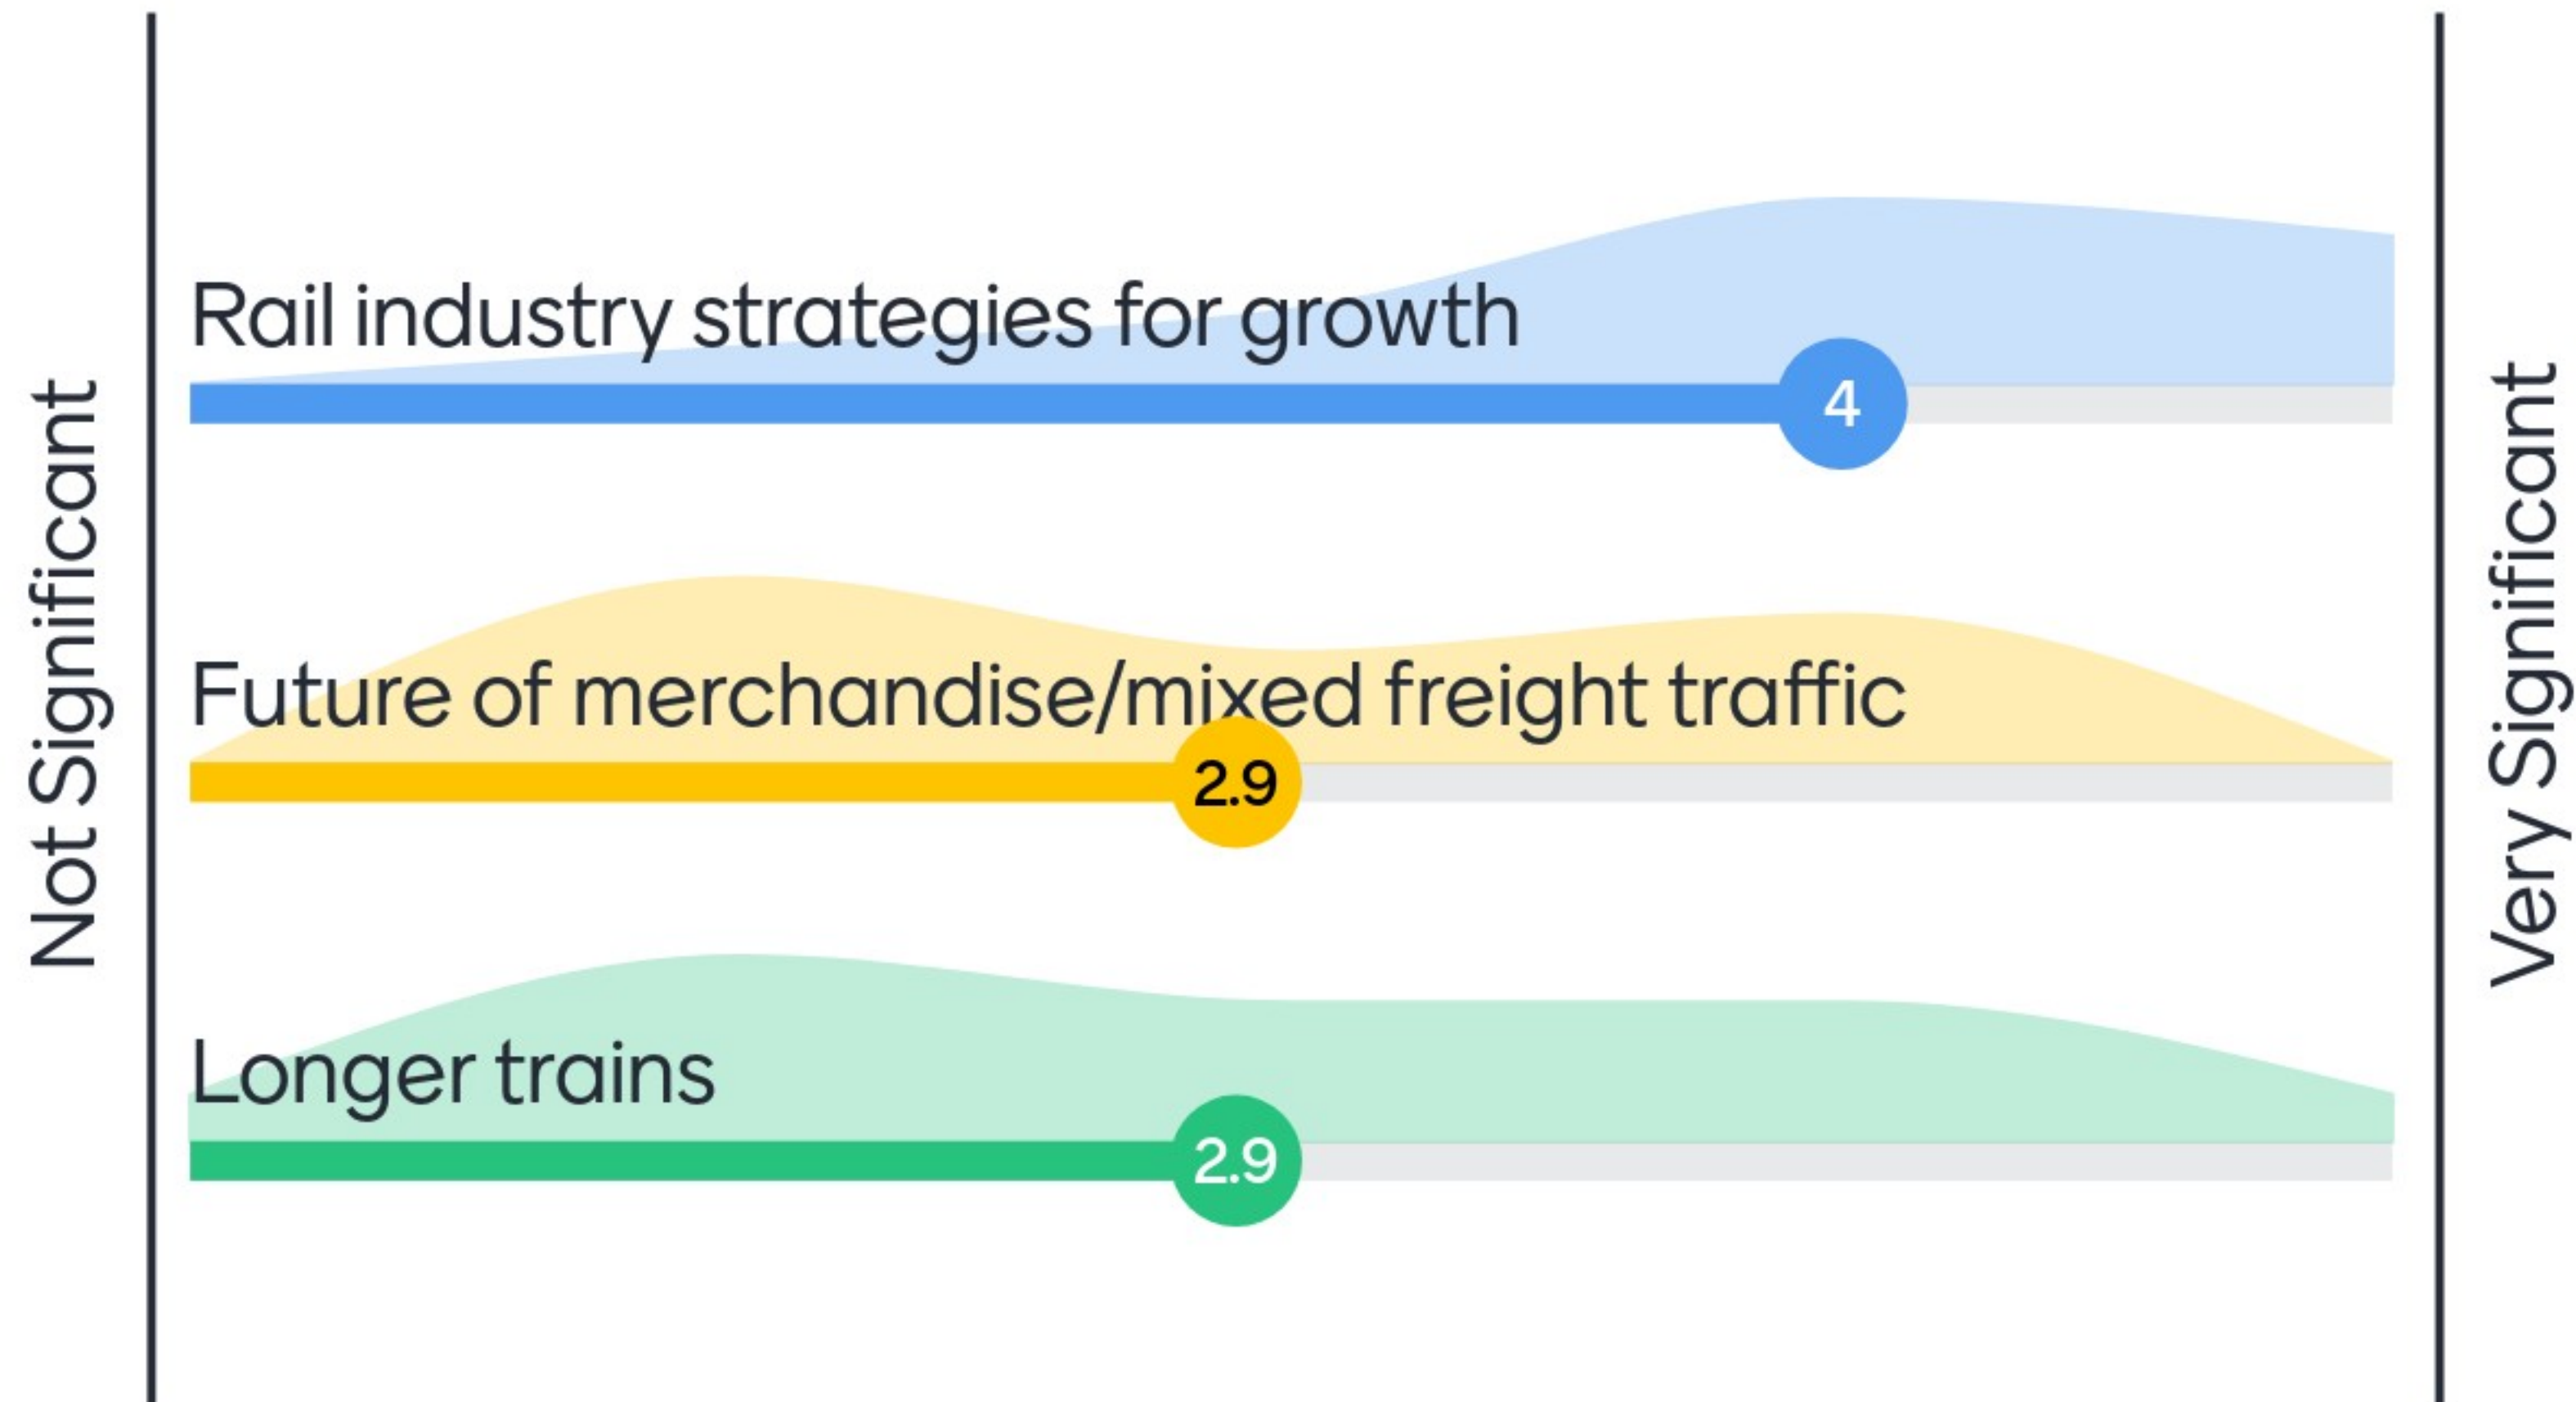 Not Significant
Rail industry strategies for growth
4
Future of merchandise/mixed freight traffic
2.9
Longer trains
2.9
Very Significant